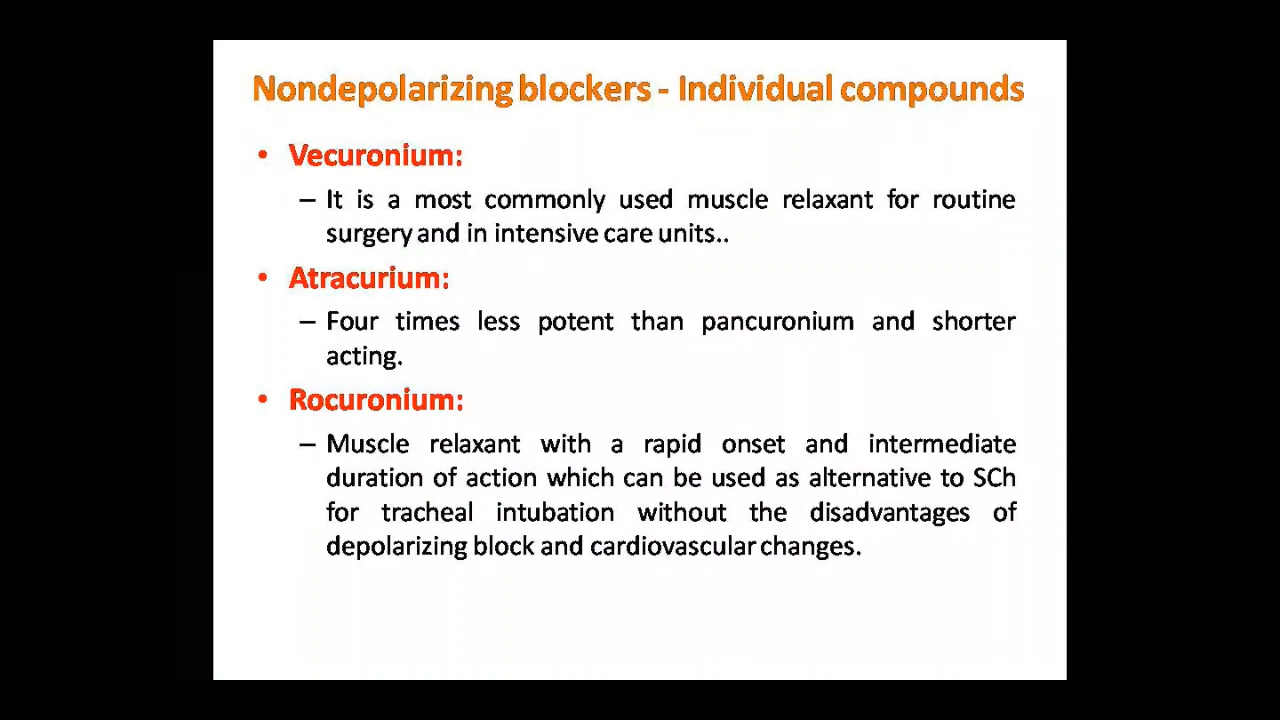 Nondepolarizing blockers - Individual compounds
• Vecuronium:
– It is a most commonly used muscle relaxant for routine
surgery and in intensive care units..
• Atracurium:
– Four times less potent than pancuronium and shorter
acting.
• Rocuronium:
– Muscle relaxant with a rapid onset and intermediate
duration of action which can be used as alternative to SCh
for tracheal intubation without the disadvantages of
depolarizing block and cardiovascular changes.